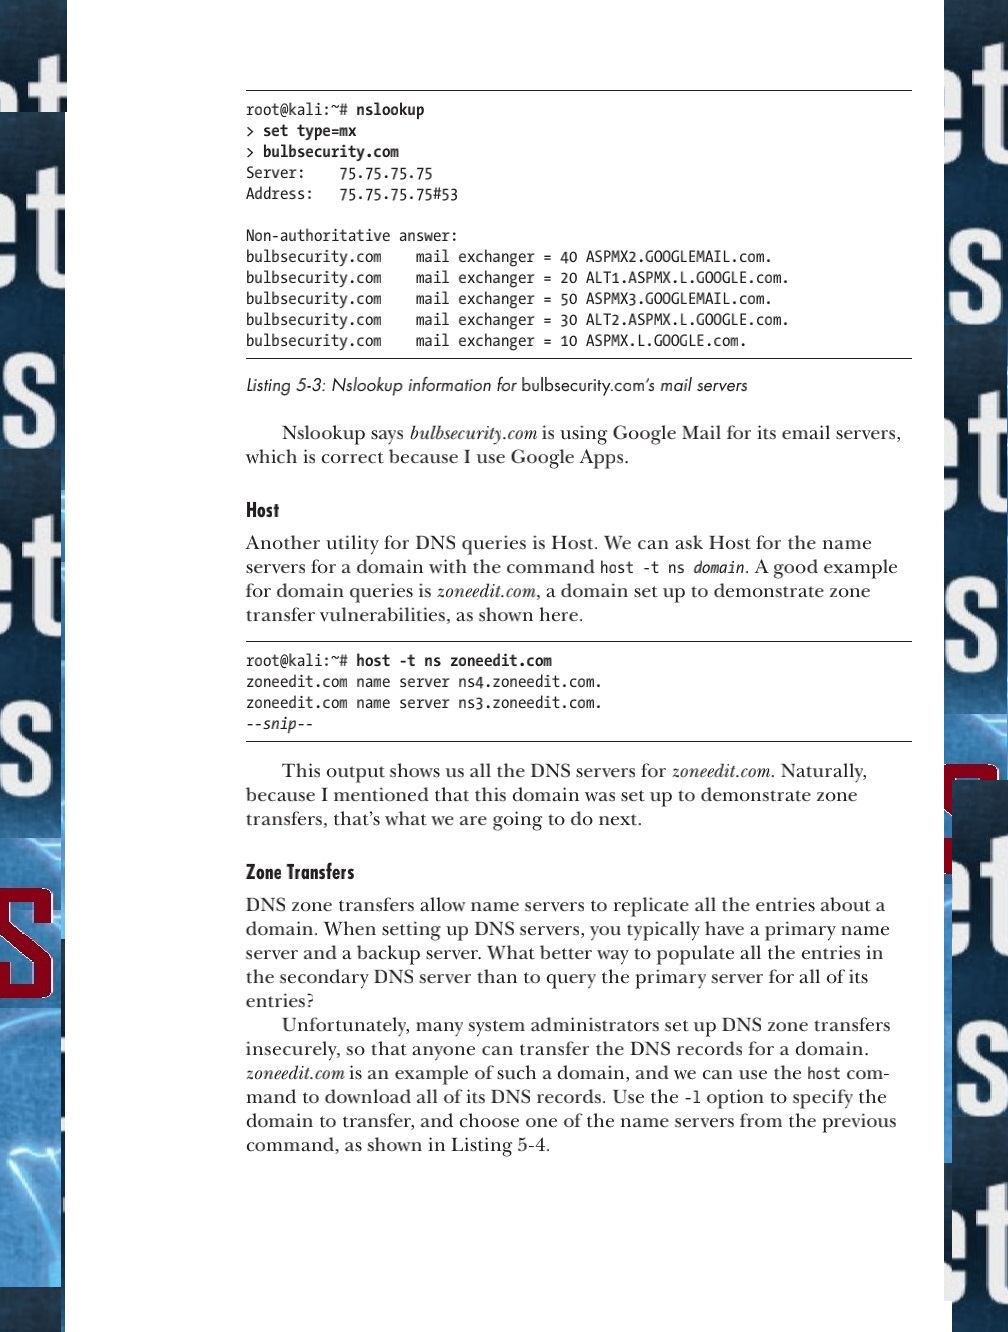 root@kali:~# nslookup
> set type=mx
> bulbsecurity.com
Server:    75.75.75.75
Address:   75.75.75.75#53
Non-authoritative answer:
bulbsecurity.com    mail exchanger = 40 ASPMX2.GOOGLEMAIL.com.
bulbsecurity.com    mail exchanger = 20 ALT1.ASPMX.L.GOOGLE.com.
bulbsecurity.com    mail exchanger = 50 ASPMX3.GOOGLEMAIL.com.
bulbsecurity.com    mail exchanger = 30 ALT2.ASPMX.L.GOOGLE.com.
bulbsecurity.com    mail exchanger = 10 ASPMX.L.GOOGLE.com.
Listing 5-3: Nslookup information for bulbsecurity.com's mail servers
Nslookup says bulbsecurity.com is using Google Mail for its email servers,
which is correct because I use Google Apps.
Host
Another utility for DNS queries is Host. We can ask Host for the name
servers for a domain with the command host -t ns domain. A good example
for domain queries is zoneedit.com, a domain set up to demonstrate zone
transfer vulnerabilities, as shown here.
root@kali:~# host -t ns zoneedit.com
zoneedit.com name server ns4.zoneedit.com.
zoneedit.com name server ns3.zoneedit.com.
--snip--
This output shows us all the DNS servers for zoneedit.com. Naturally,
because I mentioned that this domain was set up to demonstrate zone
transfers, that's what we are going to do next.
Zone Transfers
DNS zone transfers allow name servers to replicate all the entries about a
domain. When setting up DNS servers, you typically have a primary name
server and a backup server. What better way to populate all the entries in
the secondary DNS server than to query the primary server for all of its
entries?
Unfortunately, many system administrators set up DNS zone transfers
insecurely, so that anyone can transfer the DNS records for a domain.
zoneedit.com is an example of such a domain, and we can use the host com-
mand to download all of its DNS records. Use the -l option to specify the
domain to transfer, and choose one of the name servers from the previous
command, as shown in Listing 5-4.